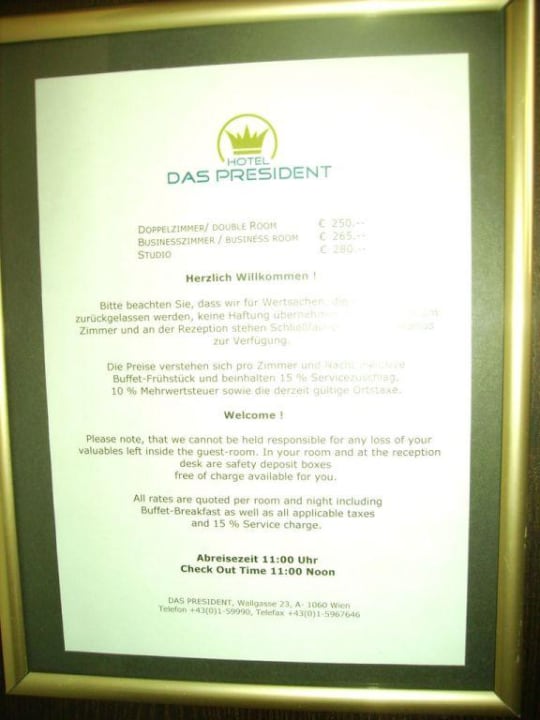 HOTEL
DAS PRESIDENT
DOPPELZIMMER/ DOUBLE ROOM € 250.--
BUSINESSZIMMER / BUSINESS ROOM € 265.--
STUDIO € 280.--
Herzlich Willkommen !
Bitte beachten Sie, dass wir für Wertsachen, die
zurückgelassen werden, keine Haftung übernehmen
Zimmer und an der Rezeption stehen
zur Verfügung.
Die Preise verstehen sich pro Zimmer und Nacht inklusive
Buffet-Frühstück und beinhalten 15 % Servicezuschlag,
10 % Mehrwertsteuer sowie die derzeit gültige Ortstaxe.
Welcome !
Please note, that we cannot be held responsible for any loss of your
valuables left inside the guest-room. In your room and at the reception
desk are safety deposit boxes
free of charge available for you.
All rates are quoted per room and night including
Buffet-Breakfast as well as all applicable taxes
and 15 % Service charge.
Abreisezeit 11:00 Uhr
Check Out Time 11:00 Noon
DAS PRESIDENT, Wallgasse 23, A- 1060 Wien
Telefon +43(0)1-59990, Telefax +43(0)1-5967646